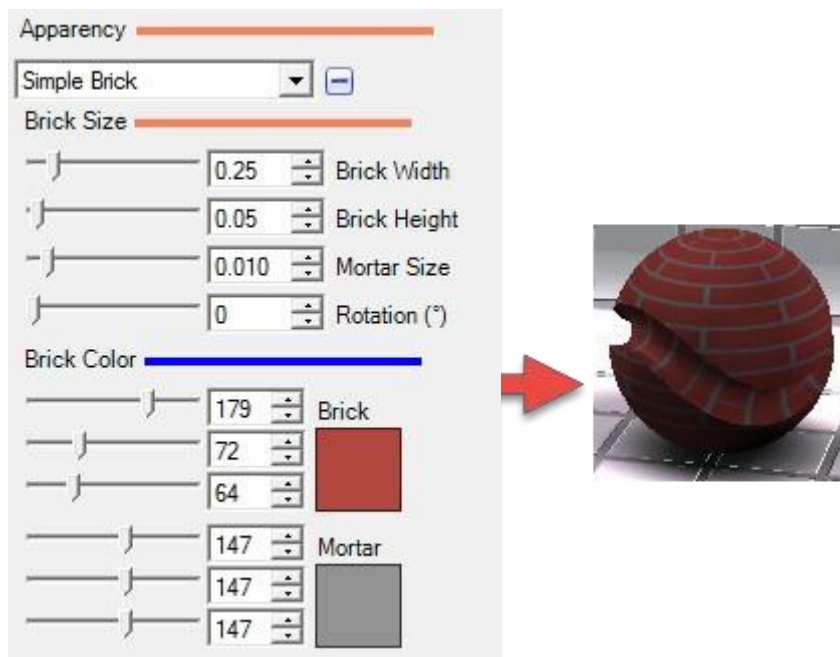 Apparency
Simple Brick
Brick Size
0.25 Brick Width
0.05 Brick Height
0.010 Mortar Size
0 Rotation (°)
Brick Color
179 Brick
72
64
147 Mortar
147
147